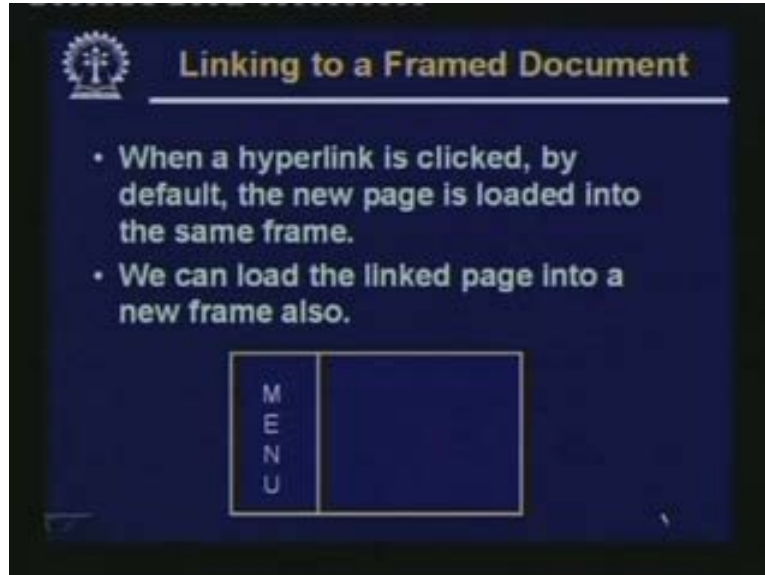 Linking to a Framed Document
• When a hyperlink is clicked, by
default, the new page is loaded into
the same frame.
• We can load the linked page into a
new frame also.
M
E
N
U